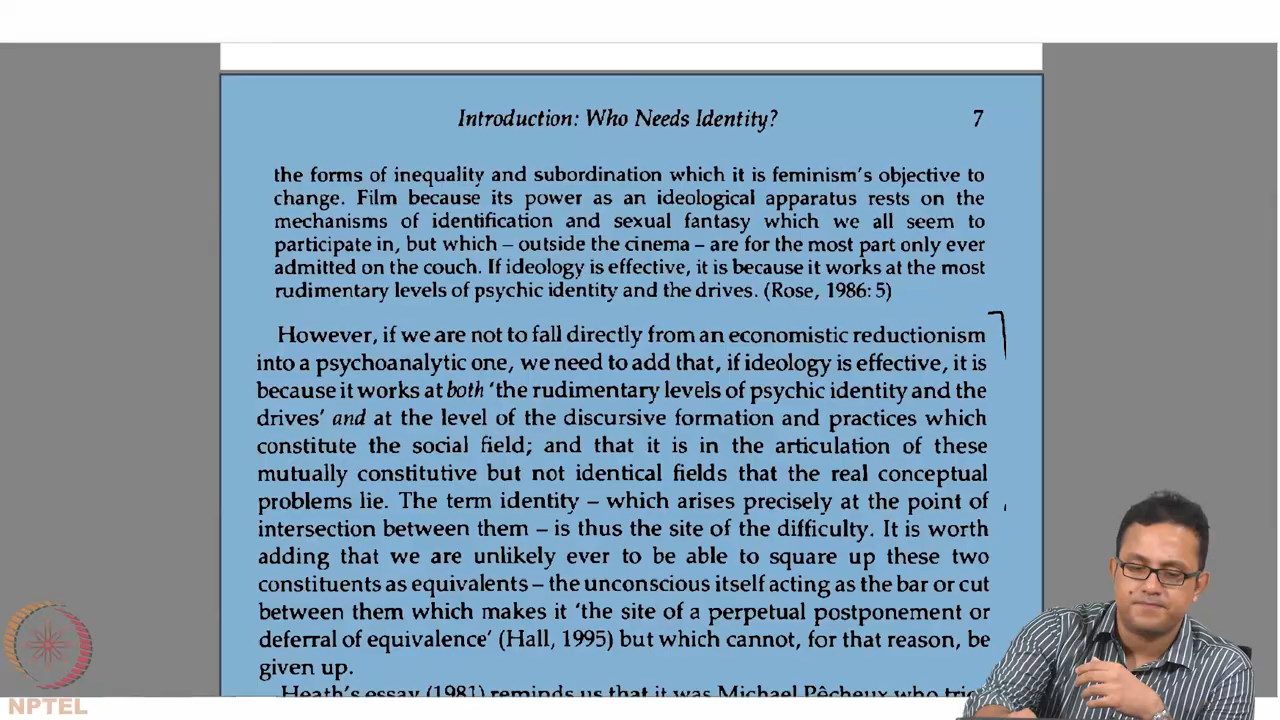 Introduction: Who Needs Identity? 7
the forms of inequality and subordination which it is feminism's objective to
change. Film because its power as an ideological apparatus rests on the
mechanisms of identification and sexual fantasy which we all seem to
participate in, but which – outside the cinema – are for the most part only ever
admitted on the couch. If ideology is effective, it is because it works at the most
rudimentary levels of psychic identity and the drives. (Rose, 1986: 5)
However, if we are not to fall directly from an economistic reductionism
into a psychoanalytic one, we need to add that, if ideology is effective, it is
because it works at both 'the rudimentary levels of psychic identity and the
drives' and at the level of the discursive formation and practices which
constitute the social field; and that it is in the articulation of these
mutually constitutive but not identical fields that the real conceptual
problems lie. The term identity – which arises precisely at the point of
intersection between them – is thus the site of the difficulty. It is worth
adding that we are unlikely ever to be able to square up these two
constituents as equivalents – the unconscious itself acting as the bar or cut
between them which makes it 'the site of a perpetual postponement or
deferral of equivalence' (Hall, 1995) but which cannot, for that reason, be
given up.
Heath's essay (1981) reminds us that it was Michael Pêcheux who
NPTEL